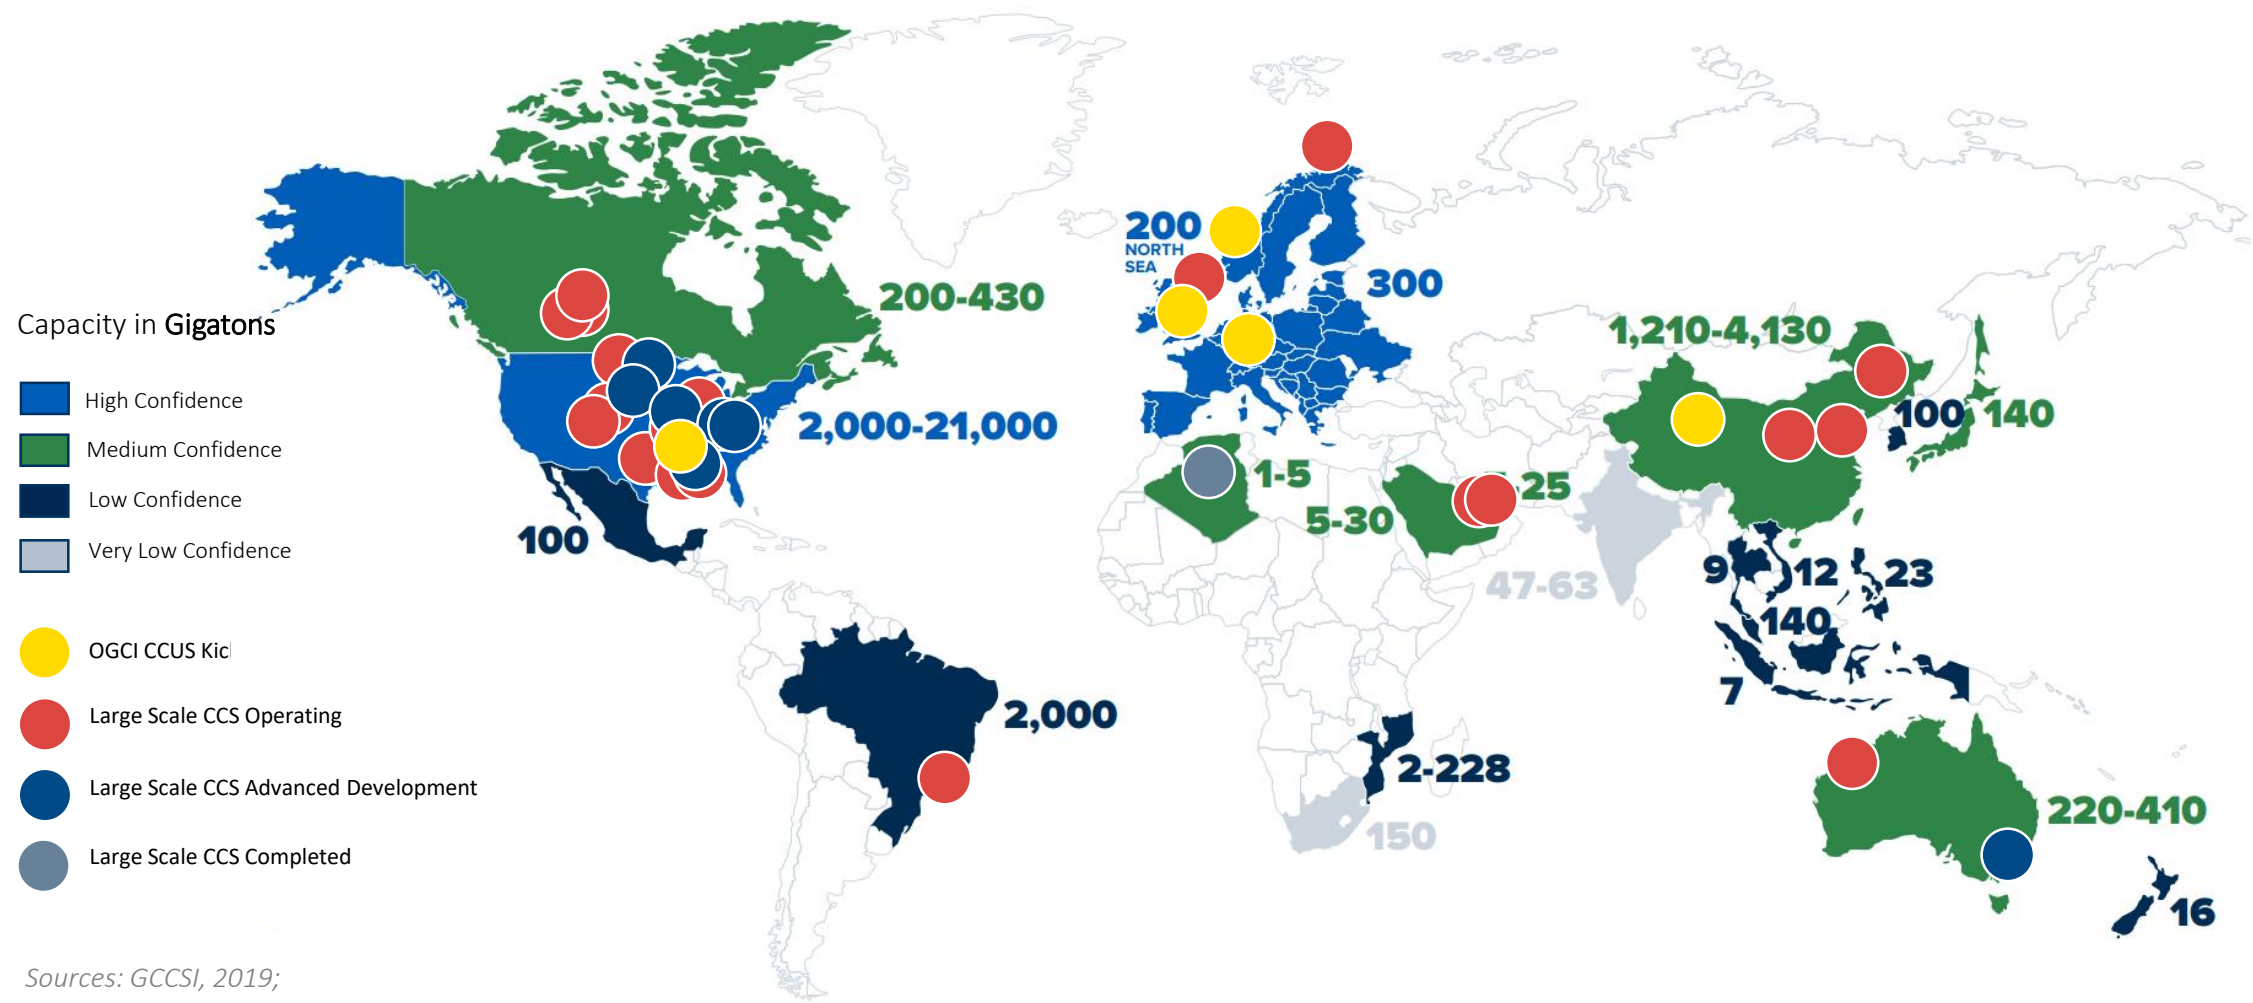 200
NORTH
SEA
300
200-430
Capacity in Gigatons
1,210-4,130
High Confidence
100
140
2,000-21,000
Medium Confidence
1-5
25
Low Confidence
5-30
100
Very Low Confidence
47-63
9
12
23
140
OGCI CCUS Kic
7
Large Scale CCS Operating
2,000
2-228
Large Scale CCS Advanced Development
220-410
150
Large Scale CCS Completed
16
Sources: GCCSI, 2019;